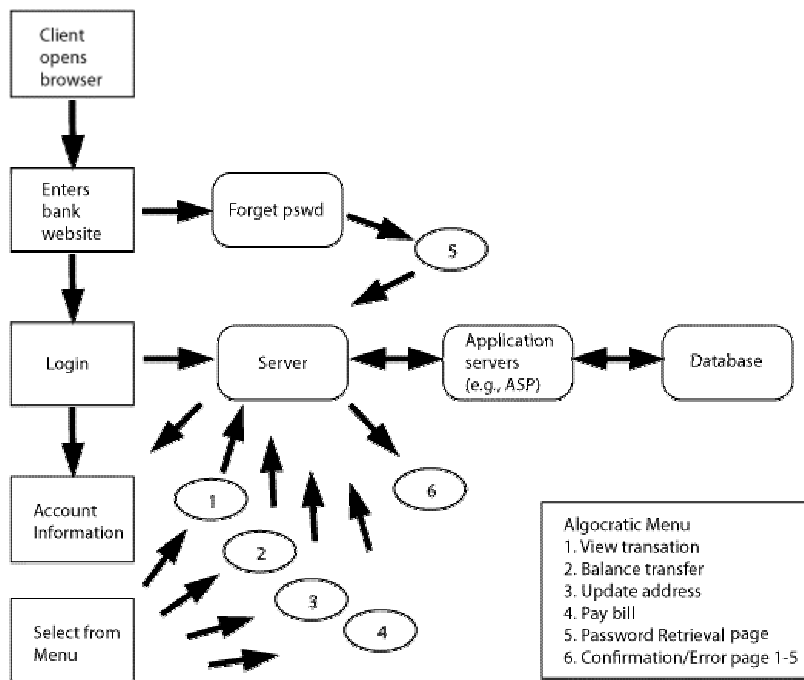 Client
opens
browser
Enters
bank
website
Forget pswd
5
Login
Server
Application
servers
(e.g., ASP)
Database
Account
Information
1
2
3
4
6
Select from
Menu
Algocratic Menu
1. View transation
2. Balance transfer
3. Update address
4. Pay bill
5. Password Retrieval page
6. Confirmation/Error page 1-5